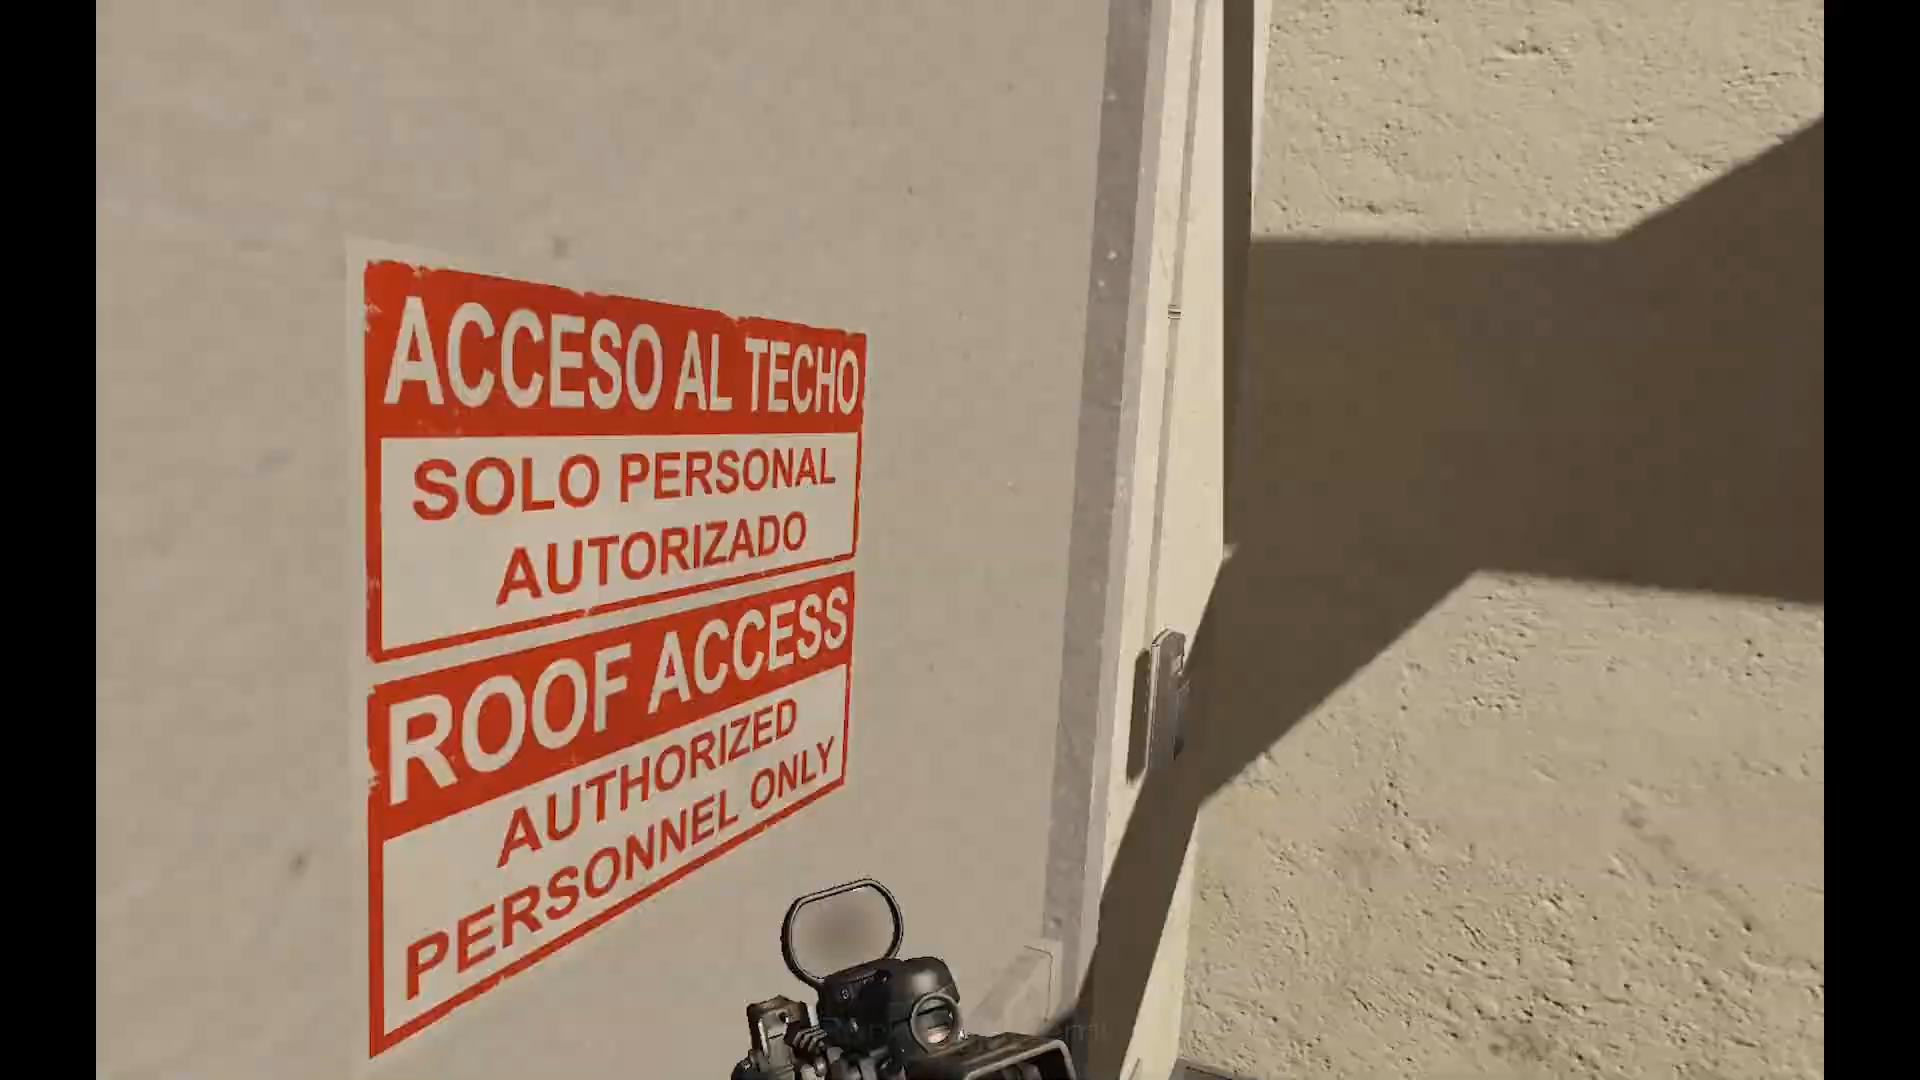 ACCESO AL TECHO
SOLO PERSONAL
AUTORIZADO
ROOF ACCESS
AUTHORIZED
PERSONNEL ONLY